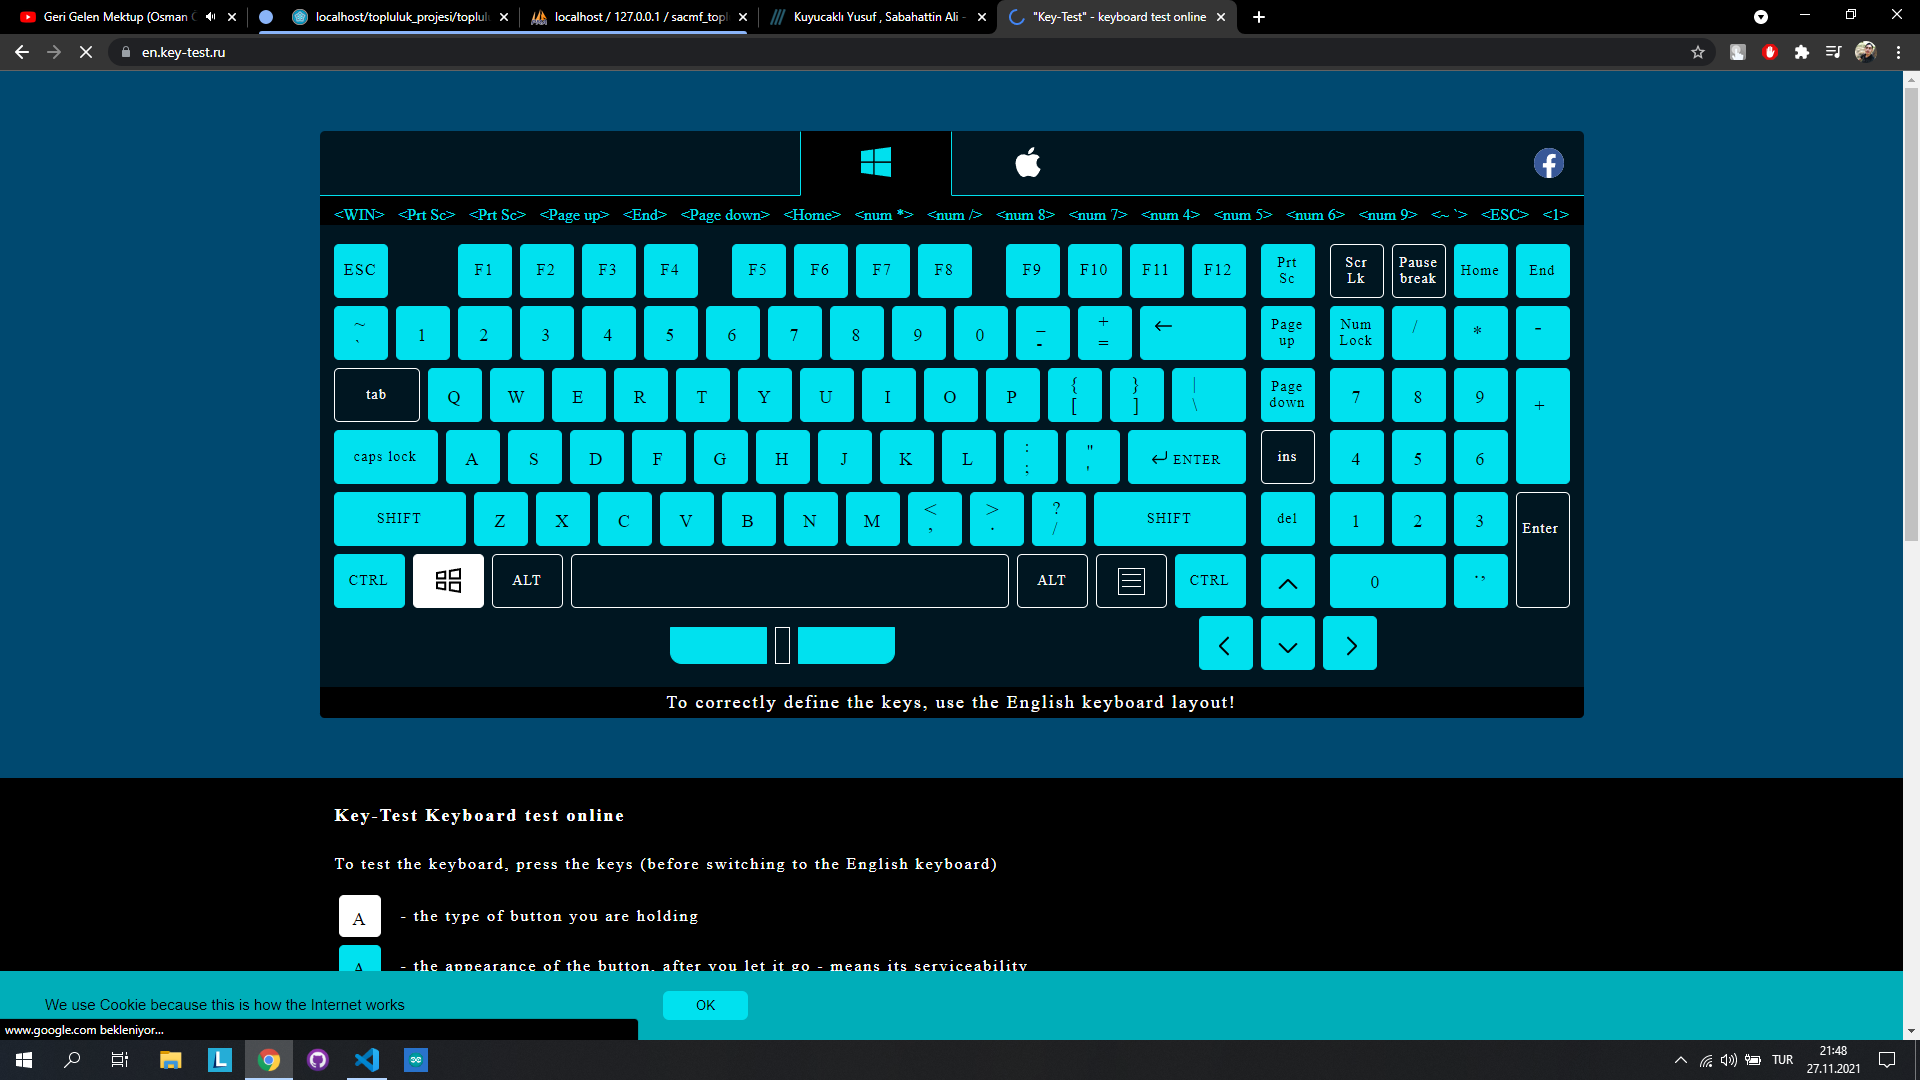 Geri Gelen Mektup (Osman
localhost/topluluk_projesi/toplul
localhost / 127.0.0.1 / sacmf_topl
Kuyucaklı Yusuf , Sabahattin Ali -
"Key-Test" - keyboard test online
en.key-test.ru
<WIN> <Prt Sc> <Prt Sc> <Page up> <End> <Page down> <Home> <num *> <num /> <num 8> <num 7> <num 4> <num 5> <num 6> <num 9> <~ `> <ESC> <1>
ESC F1 F2 F3 F4 F5 F6 F7 F8 F9 F10 F11 F12 Prt Sc Scr Lk Pause break Home End
~ ` 1 2 3 4 5 6 7 8 9 0 _ - + = ← Page up Num Lock / * -
tab Q W E R T Y U I O P { [ } ] | \ Page down 7 8 9 +
caps lock A S D F G H J K L : ; " ' ENTER ins 4 5 6
SHIFT Z X C V B N M < , > . ? / SHIFT del 1 2 3 Enter
CTRL ALT ALT CTRL 0 .,
To correctly define the keys, use the English keyboard layout!
Key-Test Keyboard test online
To test the keyboard, press the keys (before switching to the English keyboard)
A - the type of button you are holding
A - the appearance of the button, after you let it go - means its serviceability
We use Cookie because this is how the Internet works
OK
www.google.com bekleniyor...
TUR
21:48
27.11.2021